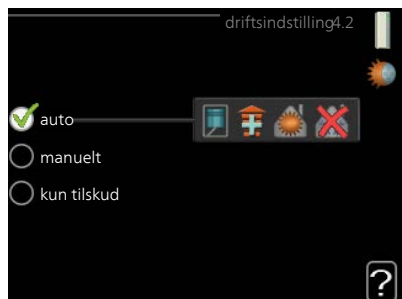 driftsindstilling4.2
auto
manuelt
kun tilskud
?